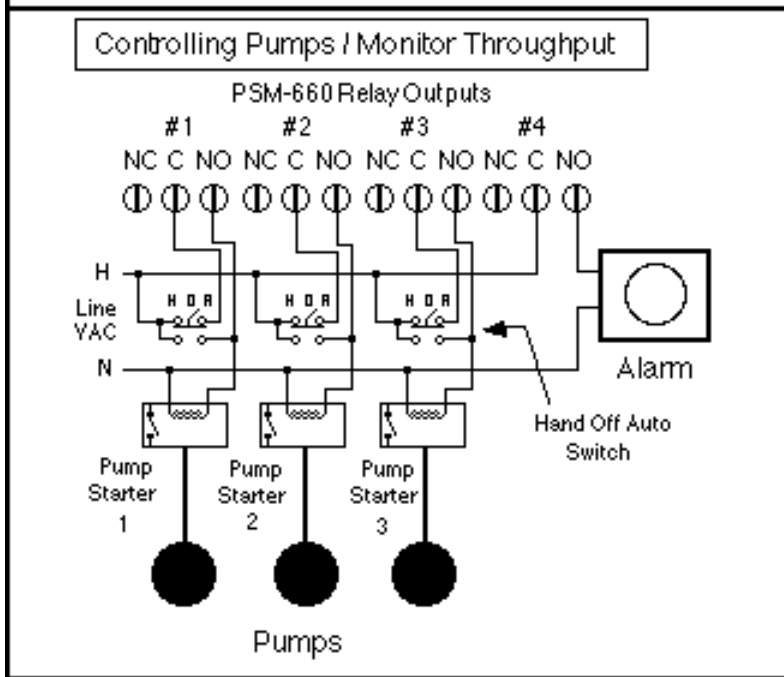 Controlling Pumps / Monitor Throughput
PSM-660 Relay Outputs
#1 #2 #3 #4
NC C NO NC C NO NC C NO NC C NO
H
Line
VAC
N
H O A
H O A
H O A
Alarm
Hand Off Auto
Switch
Pump
Starter
1
Pump
Starter
2
Pump
Starter
3
Pumps